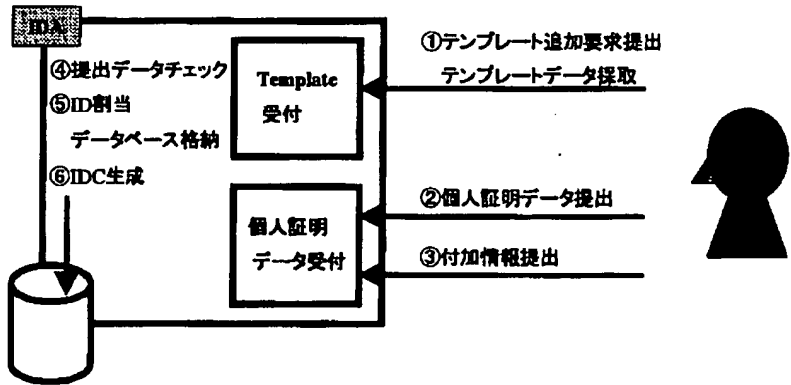 IDA
①テンプレート追加要求提出
テンプレートデータ採取
④提出データチェック
⑤ID割当
データベース格納
⑥IDC生成
Template
受付
②個人証明データ提出
個人証明
データ受付
③付加情報提出